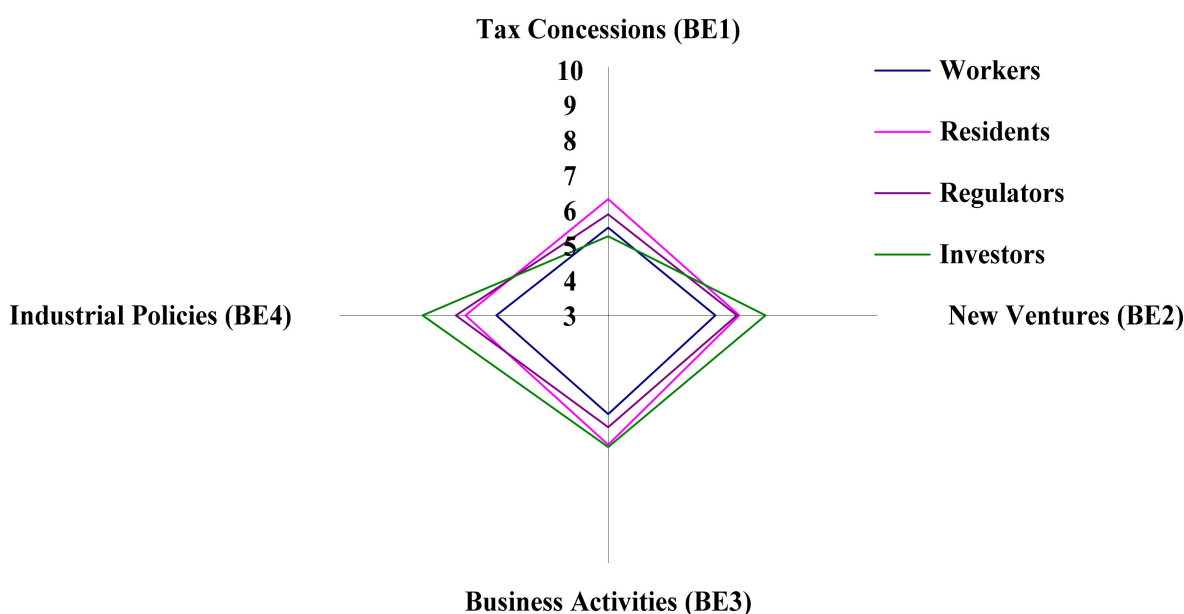 Tax Concessions (BE1)
10
9
8
7
6
5
4
3
Workers
Residents
Regulators
Investors
Industrial Policies (BE4)
New Ventures (BE2)
Business Activities (BE3)